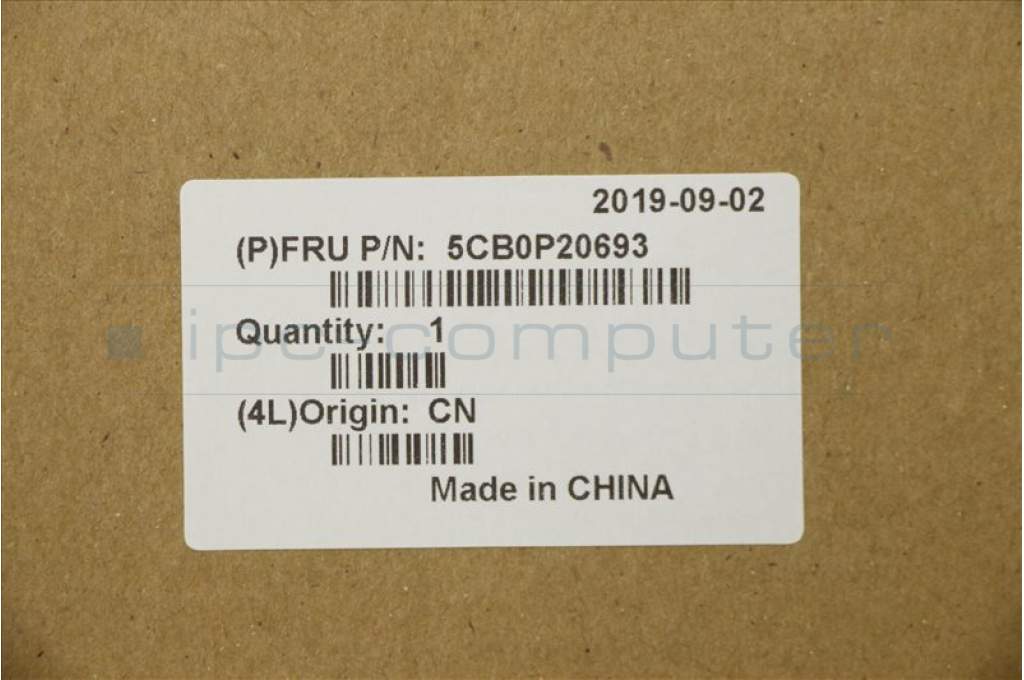 2019-09-02
(P)FRU P/N: 5CB0P20693
Quantity: 1
ipc computer
(4L)Origin: CN
Made in CHINA